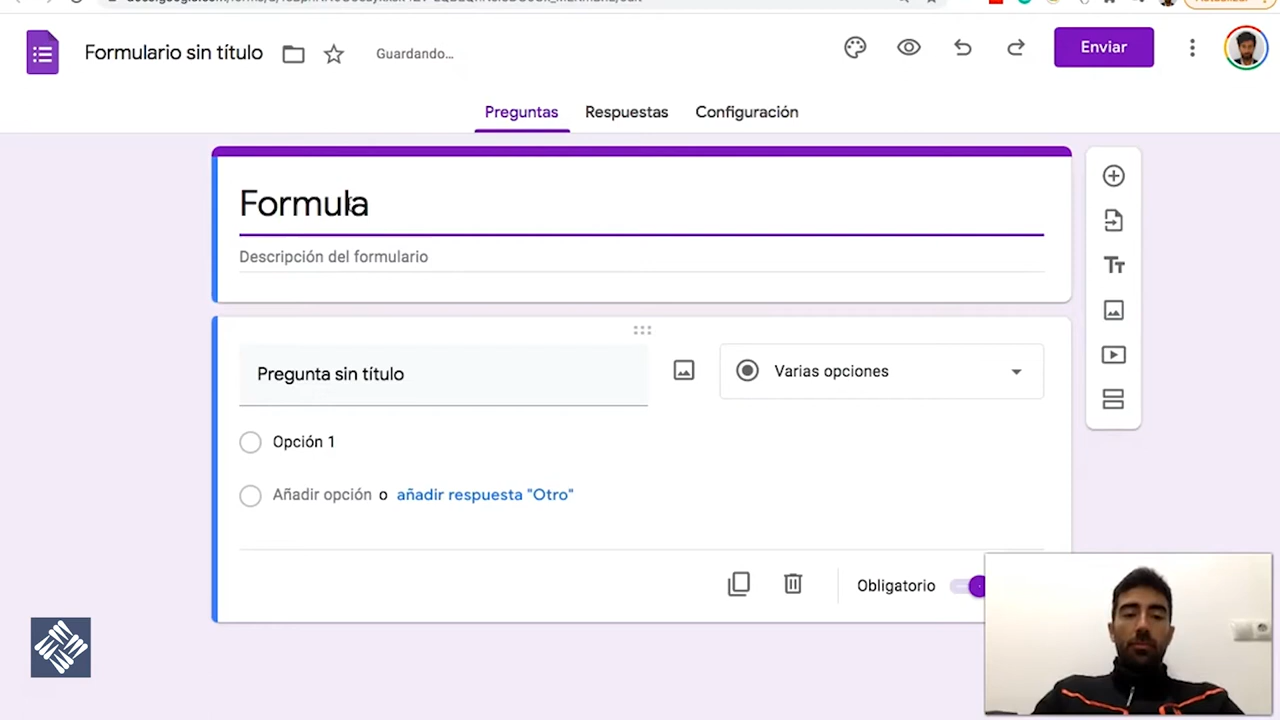 Formulario sin título
Guardando...
Enviar
Preguntas
Respuestas
Configuración
Formula
Descripción del formulario
Pregunta sin título
Varias opciones
Opción 1
Añadir opción o añadir respuesta "Otro"
Obligatorio